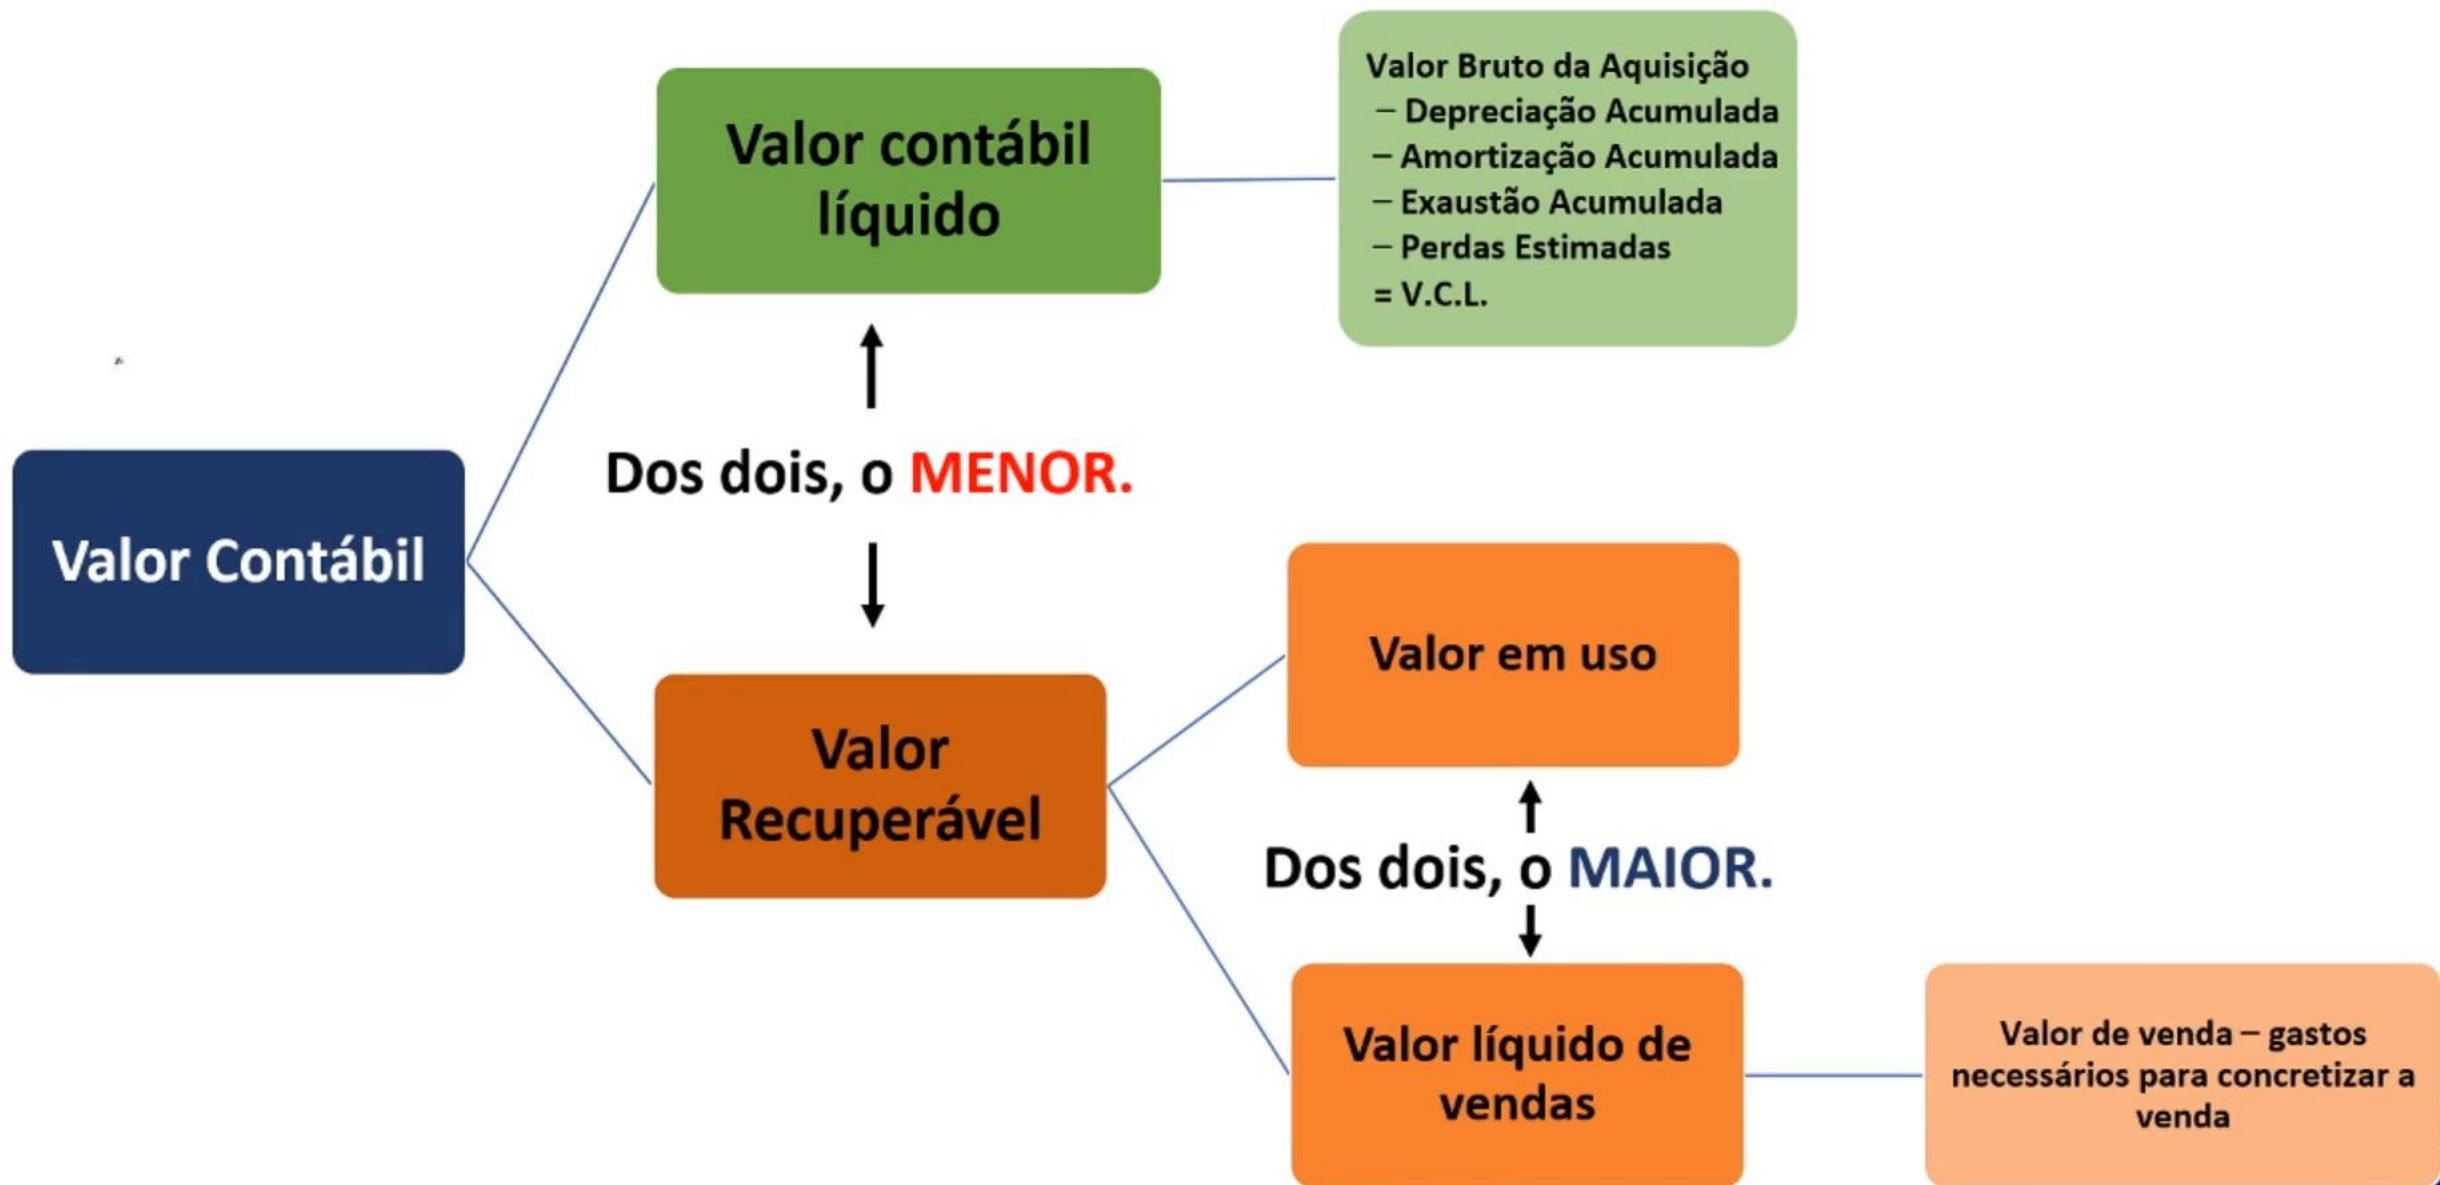 Valor Contábil
Valor contábil
líquido
Valor Bruto da Aquisição
– Depreciação Acumulada
– Amortização Acumulada
– Exaustão Acumulada
– Perdas Estimadas
= V.C.L.
Dos dois, o MENOR.
Valor
Recuperável
Valor em uso
Dos dois, o MAIOR.
Valor líquido de
vendas
Valor de venda – gastos
necessários para concretizar a
venda